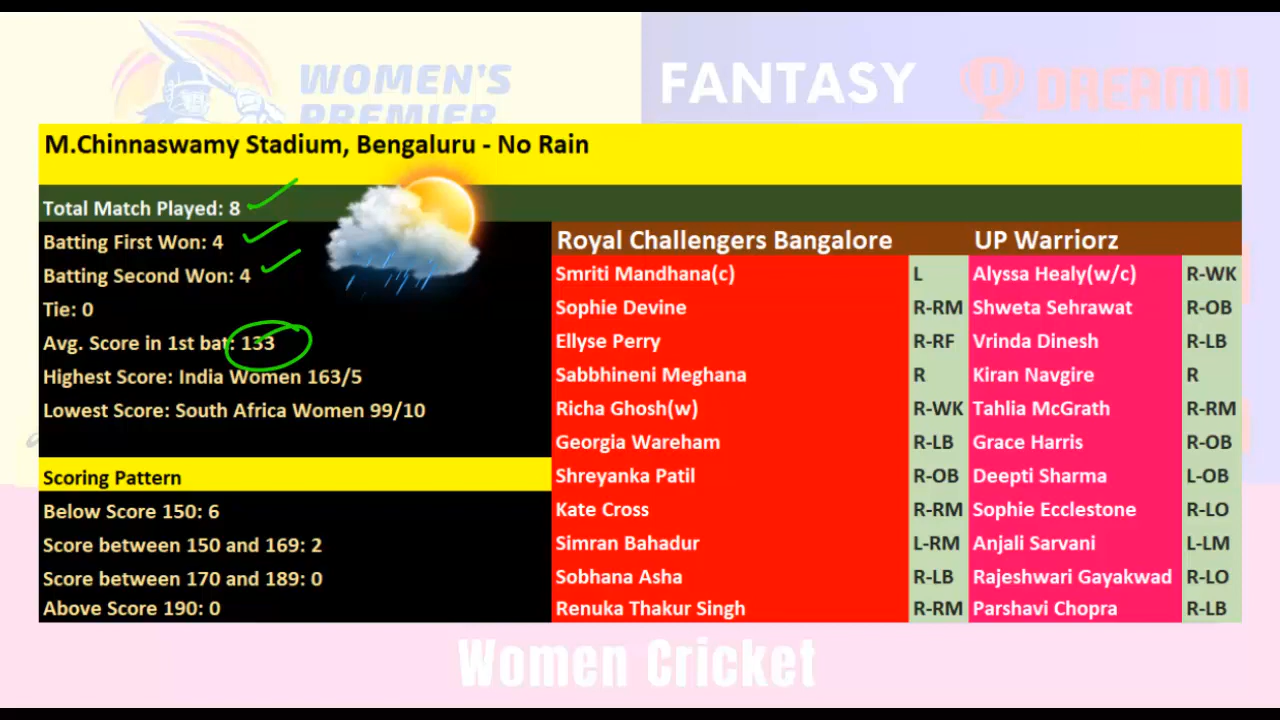 WOMEN'S
PREMIER
FANTASY
DREAM11
M.Chinnaswamy Stadium, Bengaluru - No Rain
Total Match Played: 8
Batting First Won: 4
Batting Second Won: 4
Tie: 0
Avg. Score in 1st bat: 133
Highest Score: India Women 163/5
Lowest Score: South Africa Women 99/10
Scoring Pattern
Below Score 150: 6
Score between 150 and 169: 2
Score between 170 and 189: 0
Above Score 190: 0
Royal Challengers Bangalore UP Warriorz
Smriti Mandhana(c) L Alyssa Healy(w/c) R-WK
Sophie Devine R-RM Shweta Sehrawat R-OB
Ellyse Perry R-RF Vrinda Dinesh R-LB
Sabbhineni Meghana R Kiran Navgire R
Richa Ghosh(w) R-WK Tahlia McGrath R-RM
Georgia Wareham R-LB Grace Harris R-OB
Shreyanka Patil R-OB Deepti Sharma L-OB
Kate Cross R-RM Sophie Ecclestone R-LO
Simran Bahadur L-RM Anjali Sarvani L-LM
Sobhana Asha R-LB Rajeshwari Gayakwad R-LO
Renuka Thakur Singh R-RM Parshavi Chopra R-LB
Women Cricket